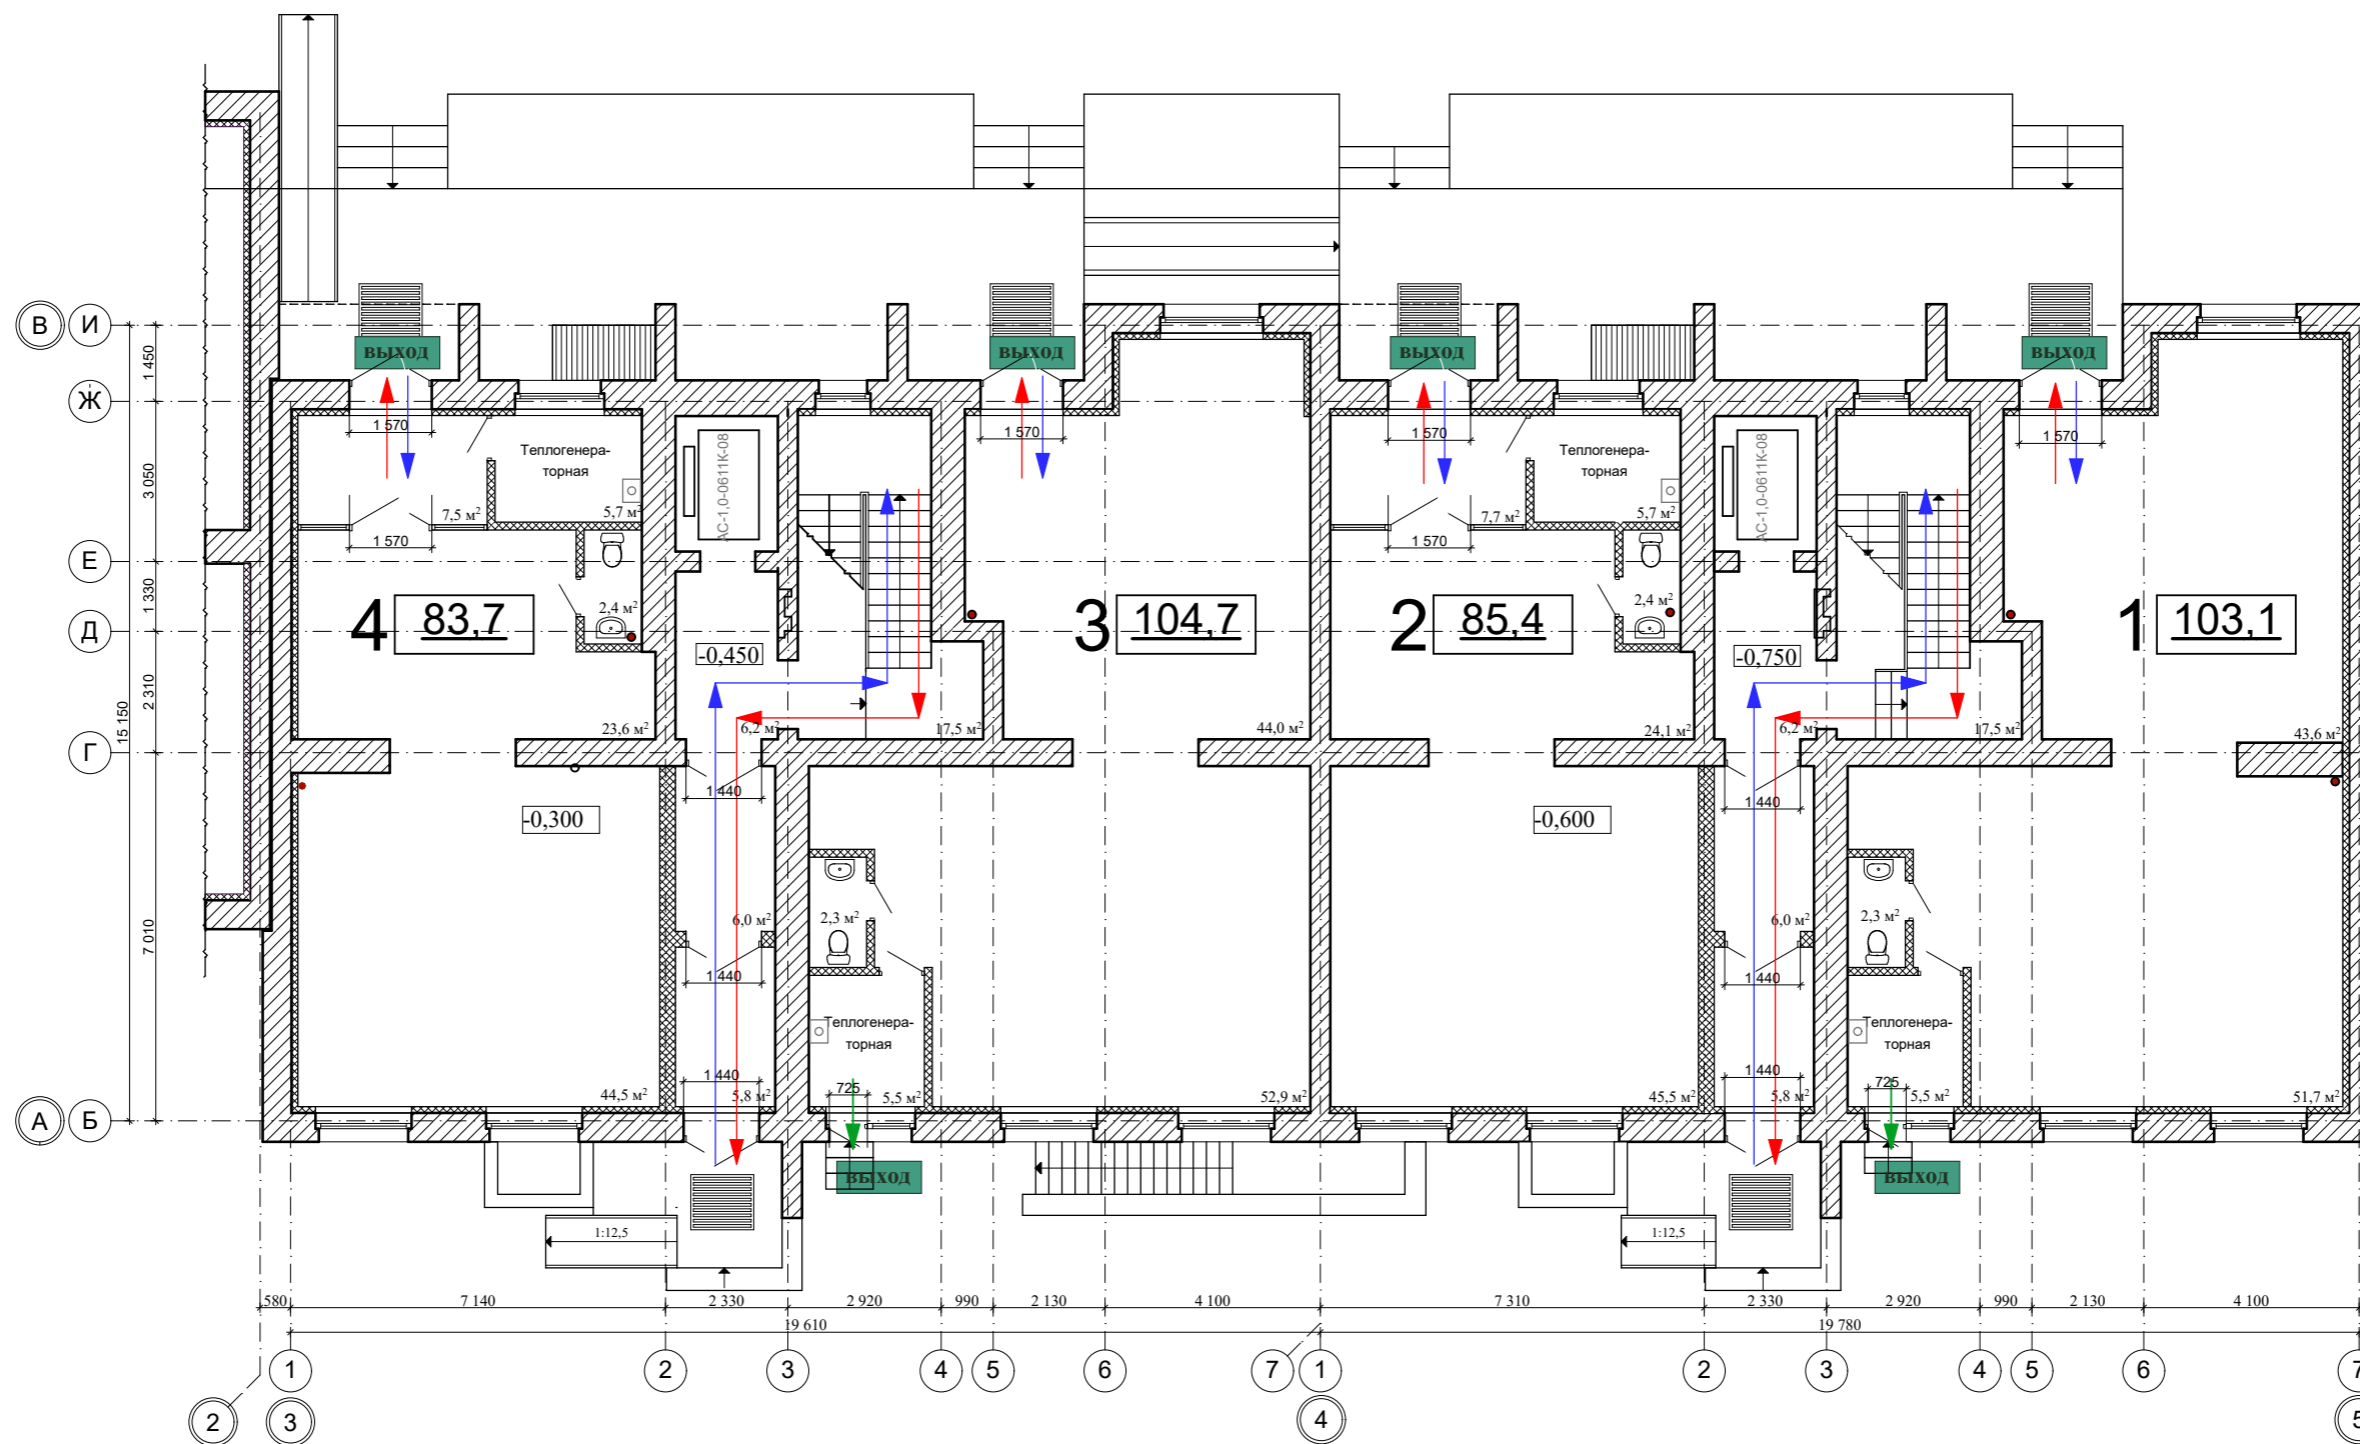 В И
ВЫХОД ВЫХОД ВЫХОД ВЫХОД
1 450
Ж
1 570 1 570 1 570 1 570
Теплогенера-
торная
АС-1,0-0611К-08
Теплогенера-
торная
АС-1,0-0611К-08
3 050
7,5 м² 5,7 м² 7,7 м² 5,7 м²
1 570 1 570
Е
1 330
4 83,7 2,4 м² 3 104,7 2 85,4 2,4 м² 1 103,1
Д
-0,450 -0,750
2 310
15 150
23,6 м² 6,2 м² 17,5 м² 44,0 м² 24,1 м² 6,2 м² 17,5 м² 43,6 м²
Г
1 440 1 440
-0,300 -0,600
7 010
6,0 м² 2,3 м² 6,0 м² 2,3 м²
1 440 1 440
Теплогенера-
торная
Теплогенера-
торная
1 440 725 1 440 725
44,5 м² 5,8 м² 5,5 м² 52,9 м² 45,5 м² 5,8 м² 5,5 м² 51,7 м²
А Б
ВЫХОД ВЫХОД
1:12,5 1:12,5
580 7 140 2 330 2 920 990 2 130 4 100 7 310 2 330 2 920 990 2 130 4 100
19 610 19 780
1 2 3 4 5 6 7 1 2 3 4 5 6 7
2 3 4 5